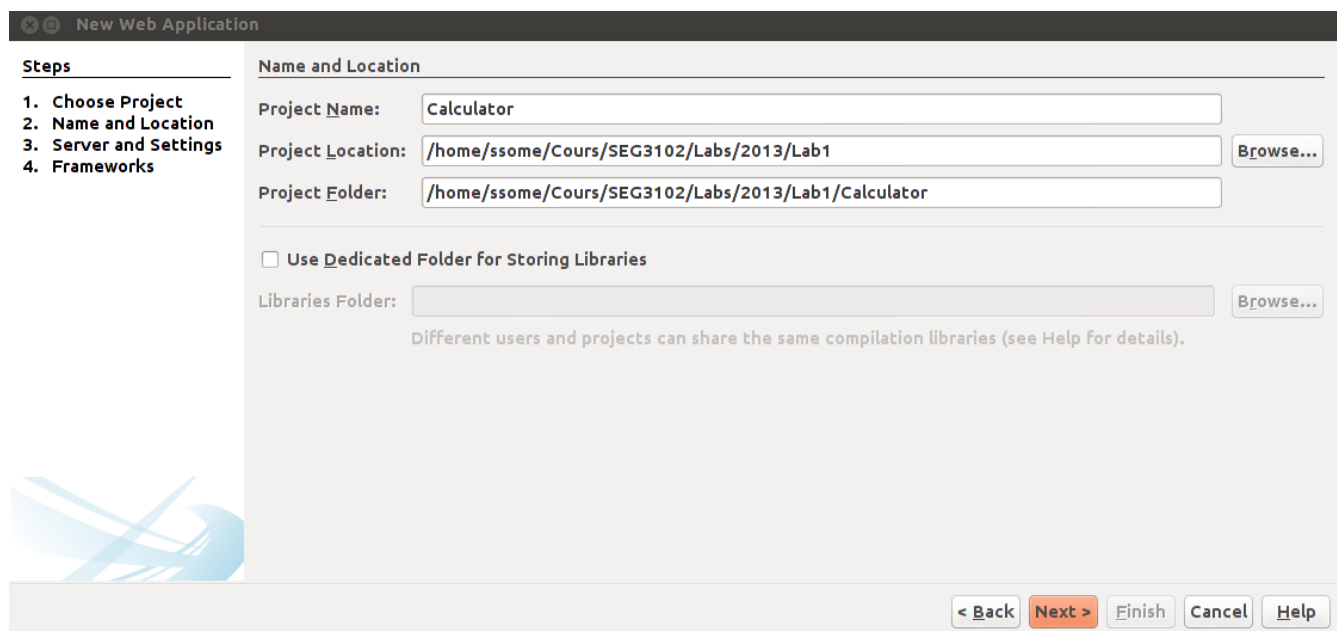 New Web Application
Steps
1. Choose Project
2. Name and Location
3. Server and Settings
4. Frameworks
Name and Location
Project Name: Calculator
Project Location: /home/ssome/Cours/SEG3102/Labs/2013/Lab1 Browse...
Project Folder: /home/ssome/Cours/SEG3102/Labs/2013/Lab1/Calculator
Use Dedicated Folder for Storing Libraries
Libraries Folder: Browse...
Different users and projects can share the same compilation libraries (see Help for details).
< Back Next > Finish Cancel Help